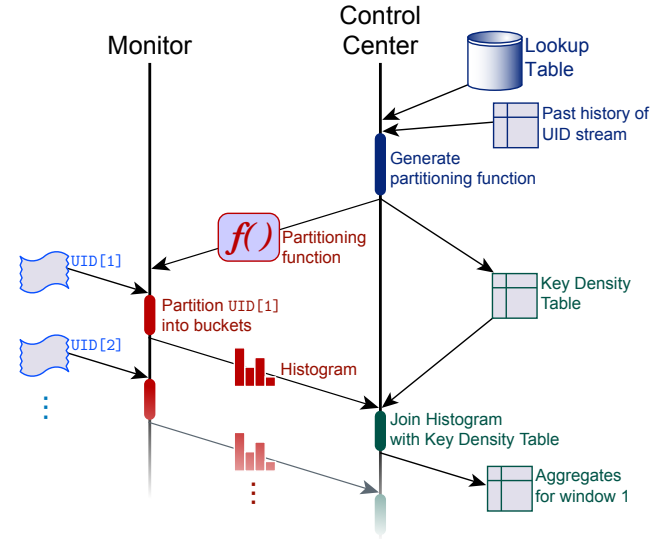 Monitor
Control
Center
Lookup
Table
Past history of
UID stream
Generate
partitioning function
f()
Partitioning
function
UID[1]
Key Density
Table
Partition UID[1]
into buckets
UID[2]
Histogram
Join Histogram
with Key Density Table
Aggregates
for window 1